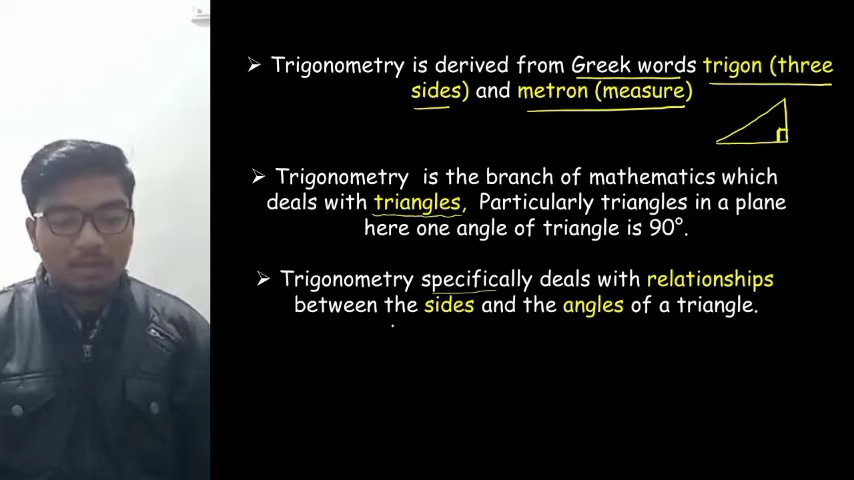 ➢ Trigonometry is derived from Greek words trigon (three
sides) and metron (measure)
➢ Trigonometry is the branch of mathematics which
deals with triangles, Particularly triangles in a plane
here one angle of triangle is 90°.
➢ Trigonometry specifically deals with relationships
between the sides and the angles of a triangle.